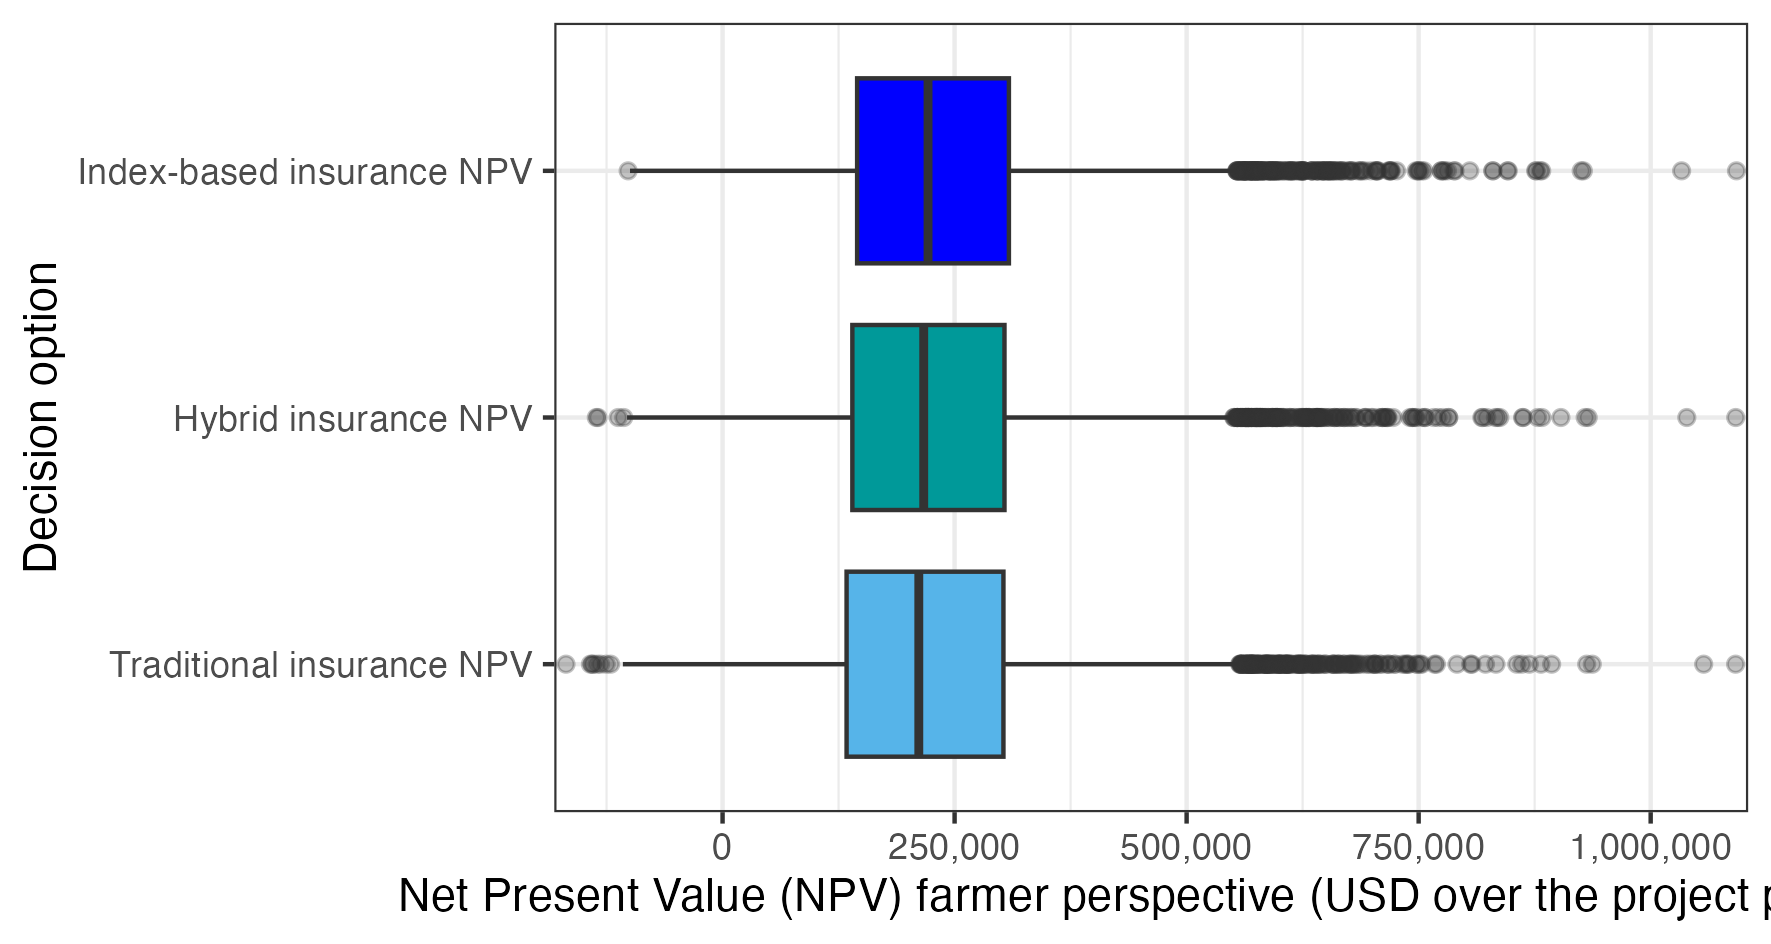 Decision option
Index-based insurance NPV
Hybrid insurance NPV
Traditional insurance NPV
0 250,000 500,000 750,000 1,000,000
Net Present Value (NPV) farmer perspective (USD over the project